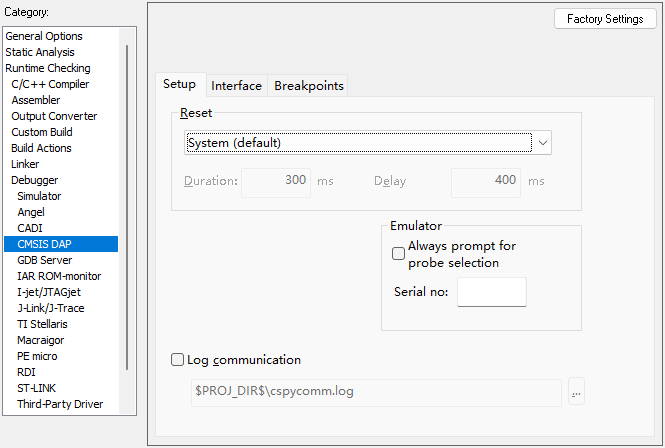 Category:
Factory Settings
General Options
Static Analysis
Runtime Checking
C/C++ Compiler
Assembler
Output Converter
Custom Build
Build Actions
Linker
Debugger
Simulator
Angel
CADI
CMSIS DAP
GDB Server
IAR ROM-monitor
I-jet/JTAGjet
J-Link/J-Trace
TI Stellaris
Macraigor
PE micro
RDI
ST-LINK
Third-Party Driver
Setup Interface Breakpoints
Reset
System (default)
Duration: 300 ms Delay 400 ms
Emulator
Always prompt for
probe selection
Serial no:
Log communication
$PROJ_DIR$\cspycomm.log ...